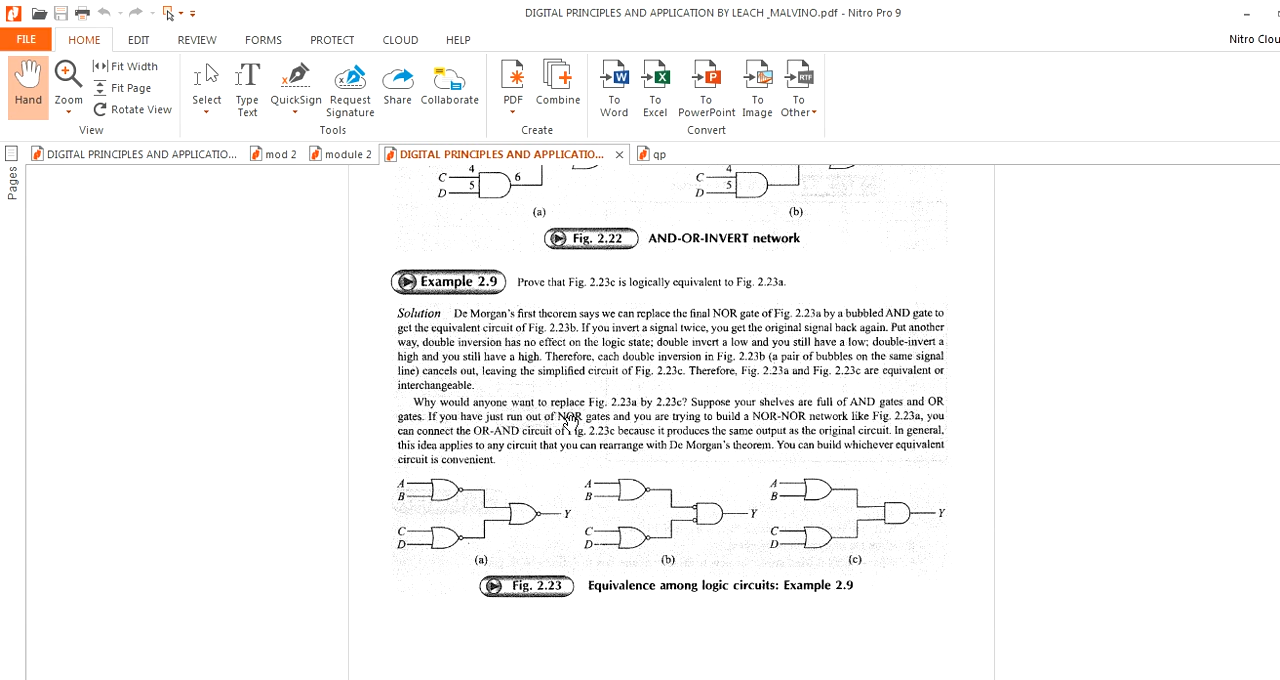 DIGITAL PRINCIPLES AND APPLICATION BY LEACH _MALVINO.pdf - Nitro Pro 9
FILE HOME EDIT REVIEW FORMS PROTECT CLOUD HELP Nitro Clou
Hand
Zoom
Fit Width
Fit Page
Rotate View
View
Select
Type Text
QuickSign
Request Signature
Share
Collaborate
Tools
PDF
Combine
Create
To Word
To Excel
To PowerPoint
To Image
To Other
Convert
DIGITAL PRINCIPLES AND APPLICATIO... mod 2 module 2 DIGITAL PRINCIPLES AND APPLICATIO... qp
Pages
4 4
C 6 C
5 5
D D
(a) (b)
Fig. 2.22 AND-OR-INVERT network
Example 2.9 Prove that Fig. 2.23c is logically equivalent to Fig. 2.23a.
Solution De Morgan's first theorem says we can replace the final NOR gate of Fig. 2.23a by a bubbled AND gate to
get the equivalent circuit of Fig. 2.23b. If you invert a signal twice, you get the original signal back again. Put another
way, double inversion has no effect on the logic state; double invert a low and you still have a low; double-invert a
high and you still have a high. Therefore, each double inversion in Fig. 2.23b (a pair of bubbles on the same signal
line) cancels out, leaving the simplified circuit of Fig. 2.23c. Therefore, Fig. 2.23a and Fig. 2.23c are equivalent or
interchangeable.
Why would anyone want to replace Fig. 2.23a by 2.23c? Suppose your shelves are full of AND gates and OR
gates. If you have just run out of NOR gates and you are trying to build a NOR-NOR network like Fig. 2.23a, you
can connect the OR-AND circuit of Fig. 2.23c because it produces the same output as the original circuit. In general,
this idea applies to any circuit that you can rearrange with De Morgan's theorem. You can build whichever equivalent
circuit is convenient.
A A A
B B B
Y Y Y
C C C
D D D
(a) (b) (c)
Fig. 2.23 Equivalence among logic circuits: Example 2.9